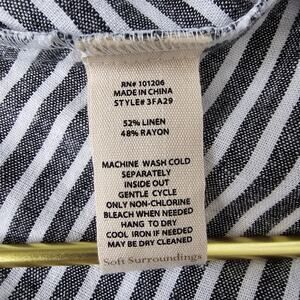 RN# 101206
MADE IN CHINA
STYLE# 3FA29
52% LINEN
48% RAYON
MACHINE WASH COLD
SEPARATELY
INSIDE OUT
GENTLE CYCLE
ONLY NON-CHLORINE
BLEACH WHEN NEEDED
HANG TO DRY
COOL IRON IF NEEDED
MAY BE DRY CLEANED
Soft Surroundings